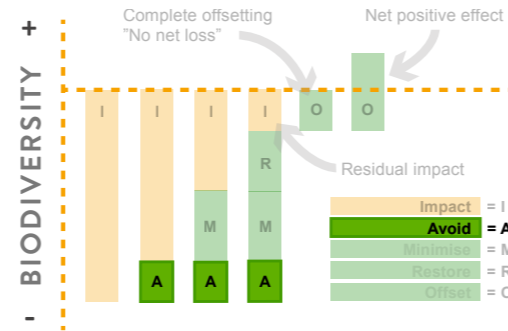 Complete offsetting
"No net loss"
Net positive effect
+
BIODIVERSITY
-
I
I
I
I
O
O
R
Residual impact
M
M
A
A
A
Impact = I
Avoid = A
Minimise = M
Restore = R
Offset = O